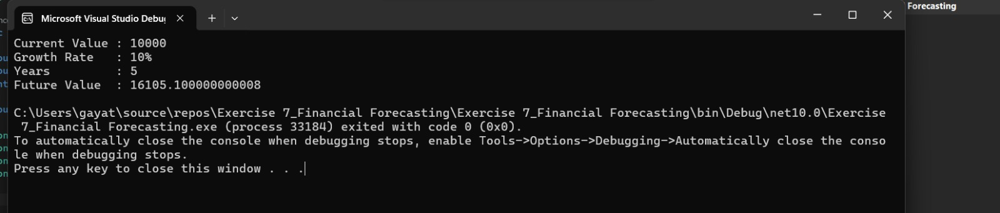 Forecasting
Microsoft Visual Studio Debu
Current Value : 10000
Growth Rate   : 10%
Years         : 5
Future Value  : 16105.100000000008
C:\Users\gayat\source\repos\Exercise 7_Financial Forecasting\Exercise 7_Financial Forecasting\bin\Debug\net10.0\Exercise
7_Financial Forecasting.exe (process 33184) exited with code 0 (0x0).
To automatically close the console when debugging stops, enable Tools->Options->Debugging->Automatically close the conso
le when debugging stops.
Press any key to close this window . . .